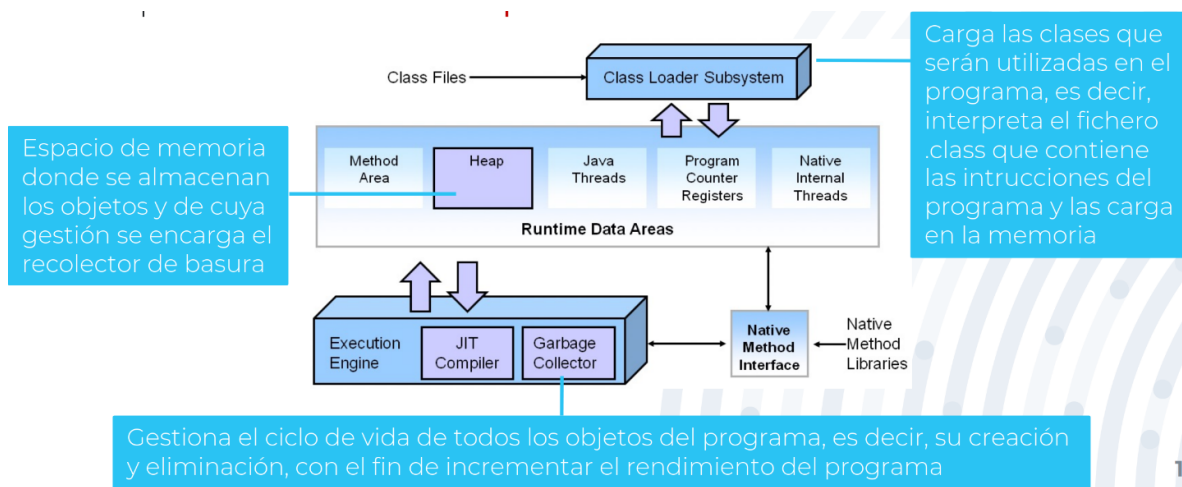 Class Files
Class Loader Subsystem
Carga las clases que
serán utilizadas en el
programa, es decir,
interpreta el fichero
.class que contiene
las intrucciones del
programa y las carga
en la memoria
Espacio de memoria
donde se almacenan
los objetos y de cuya
gestión se encarga el
recolector de basura
Method
Area
Heap
Java
Threads
Program
Counter
Registers
Native
Internal
Threads
Runtime Data Areas
Execution
Engine
JIT
Compiler
Garbage
Collector
Native
Method
Interface
Native
Method
Libraries
Gestiona el ciclo de vida de todos los objetos del programa, es decir, su creación
y eliminación, con el fin de incrementar el rendimiento del programa